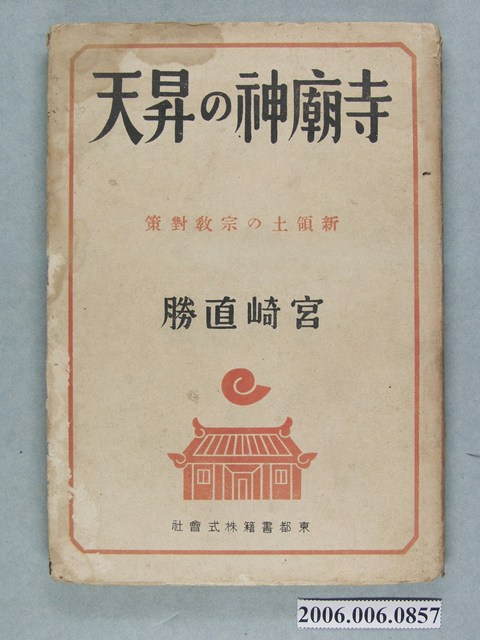 寺廟神の昇天
新領土の宗教對策
宮崎直勝
東都書籍株式會社
2006.006.0857